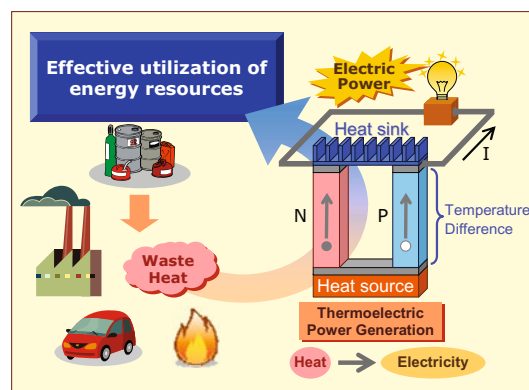 Effective utilization of
energy resources
Electric
Power
Heat sink
I
N
P
Temperature
Difference
Waste
Heat
Heat source
Thermoelectric
Power Generation
Heat
Electricity